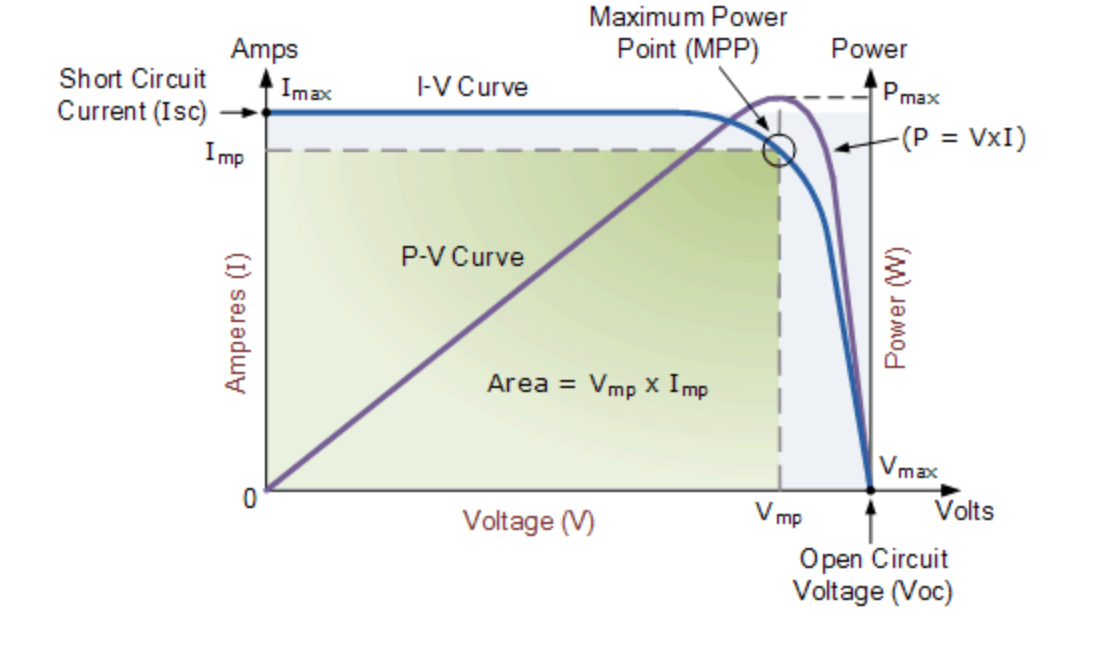 Maximum Power
Point (MPP)
Amps
Power
Short Circuit
Current (Isc)
Imax
I-V Curve
Pmax
Imp
(P = VxI)
P-V Curve
Amperes (I)
Power (W)
Area = Vmp x Imp
Vmax
0
Voltage (V)
Vmp
Volts
Open Circuit
Voltage (Voc)